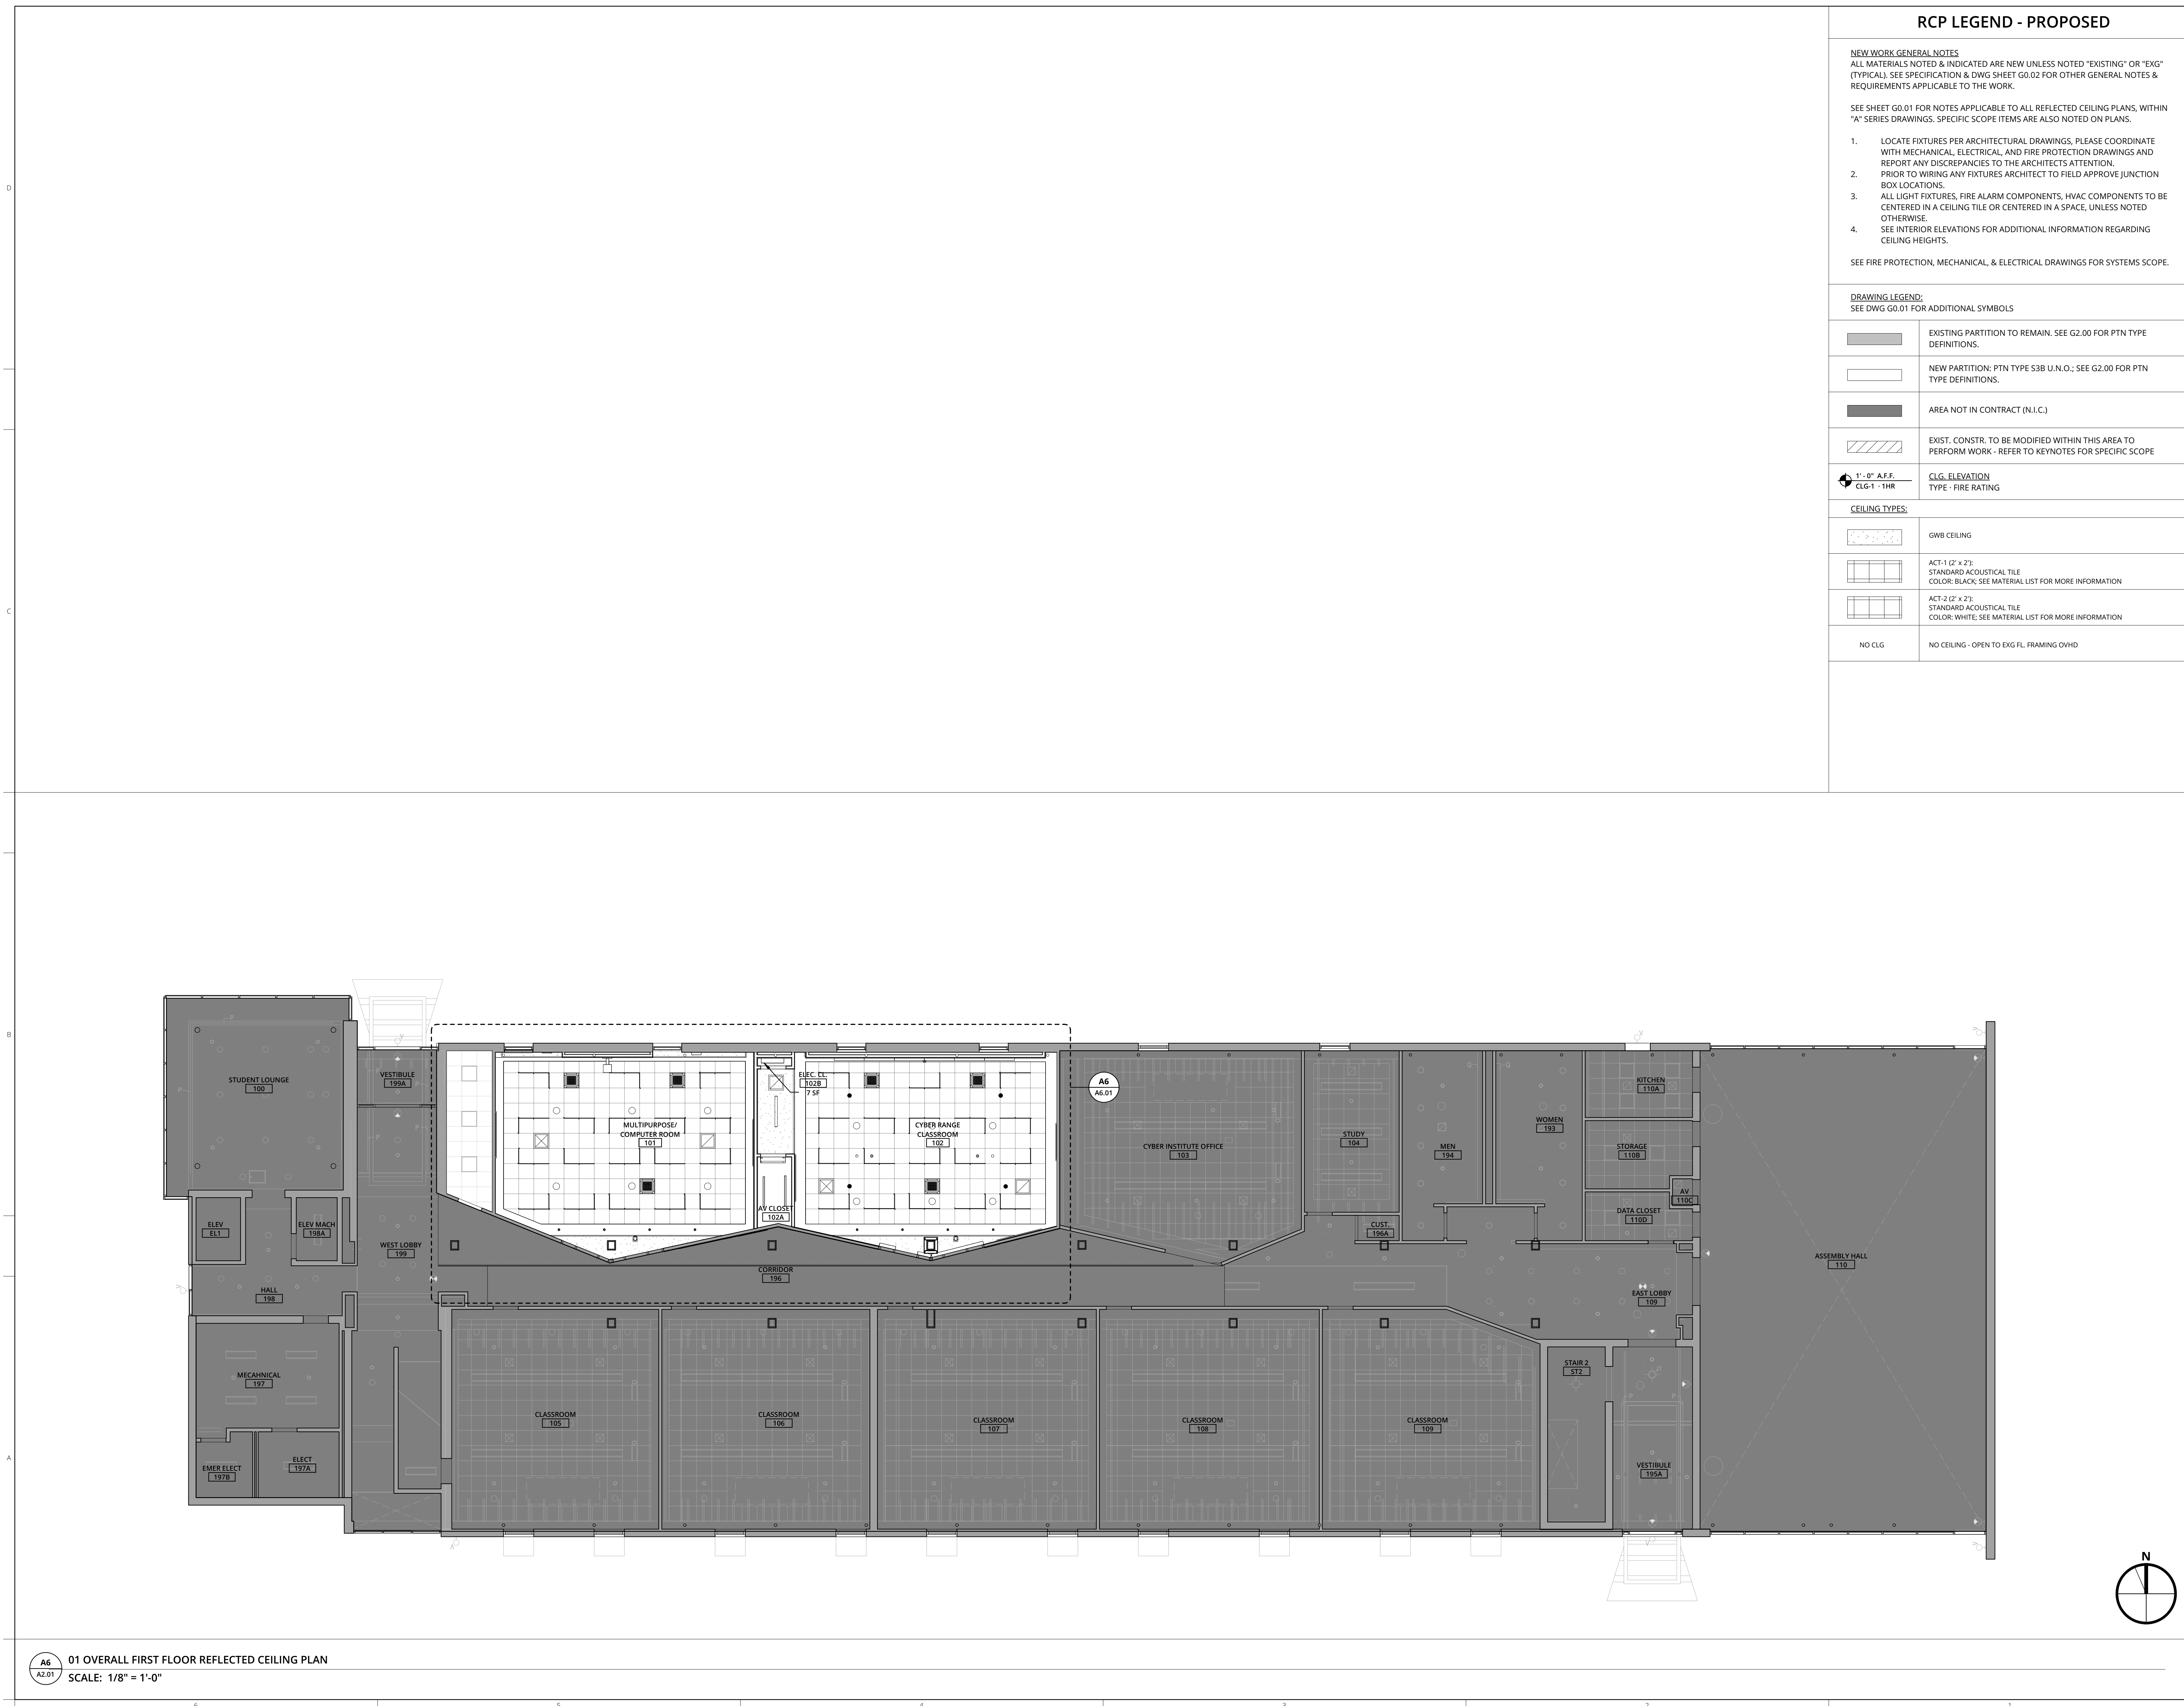 RCP LEGEND - PROPOSED
NEW WORK GENERAL NOTES
ALL MATERIALS NOTED & INDICATED ARE NEW UNLESS NOTED "EXISTING" OR "EXG"
(TYPICAL). SEE SPECIFICATION & DWG SHEET G0.02 FOR OTHER GENERAL NOTES &
REQUIREMENTS APPLICABLE TO THE WORK.
SEE SHEET G0.01 FOR NOTES APPLICABLE TO ALL REFLECTED CEILING PLANS, WITHIN
"A" SERIES DRAWINGS. SPECIFIC SCOPE ITEMS ARE ALSO NOTED ON PLANS.
1. LOCATE FIXTURES PER ARCHITECTURAL DRAWINGS, PLEASE COORDINATE
WITH MECHANICAL, ELECTRICAL, AND FIRE PROTECTION DRAWINGS AND
REPORT ANY DISCREPANCIES TO THE ARCHITECTS ATTENTION.
2. PRIOR TO WIRING ANY FIXTURES ARCHITECT TO FIELD APPROVE JUNCTION
BOX LOCATIONS.
3. ALL LIGHT FIXTURES, FIRE ALARM COMPONENTS, HVAC COMPONENTS TO BE
CENTERED IN A CEILING TILE OR CENTERED IN A SPACE, UNLESS NOTED
OTHERWISE.
4. SEE INTERIOR ELEVATIONS FOR ADDITIONAL INFORMATION REGARDING
CEILING HEIGHTS.
SEE FIRE PROTECTION, MECHANICAL, & ELECTRICAL DRAWINGS FOR SYSTEMS SCOPE.
DRAWING LEGEND:
SEE DWG G0.01 FOR ADDITIONAL SYMBOLS
EXISTING PARTITION TO REMAIN. SEE G2.00 FOR PTN TYPE
DEFINITIONS.
NEW PARTITION: PTN TYPE S3B U.N.O.; SEE G2.00 FOR PTN
TYPE DEFINITIONS.
AREA NOT IN CONTRACT (N.I.C.)
EXIST. CONSTR. TO BE MODIFIED WITHIN THIS AREA TO
PERFORM WORK - REFER TO KEYNOTES FOR SPECIFIC SCOPE
1' - 0" A.F.F.
CLG-1 · 1HR
CLG. ELEVATION
TYPE · FIRE RATING
CEILING TYPES:
GWB CEILING
ACT-1 (2' x 2'):
STANDARD ACOUSTICAL TILE
COLOR: BLACK; SEE MATERIAL LIST FOR MORE INFORMATION
ACT-2 (2' x 2'):
STANDARD ACOUSTICAL TILE
COLOR: WHITE; SEE MATERIAL LIST FOR MORE INFORMATION
NO CLG
NO CEILING - OPEN TO EXG FL. FRAMING OVHD
D
C
B
A
STUDENT LOUNGE
100
VESTIBULE
199A
ELEC. CL.
102B
7 SF
MULTIPURPOSE/
COMPUTER ROOM
101
CYBER RANGE
CLASSROOM
102
A6
A6.01
CYBER INSTITUTE OFFICE
103
STUDY
104
MEN
194
WOMEN
193
KITCHEN
110A
STORAGE
110B
AV
110C
DATA CLOSET
110D
CUST.
196A
AV CLOSET
102A
ELEV
EL1
ELEV MACH
198A
WEST LOBBY
199
CORRIDOR
196
HALL
198
EAST LOBBY
109
ASSEMBLY HALL
110
MECAHNICAL
197
EMER ELECT
197B
ELECT
197A
CLASSROOM
105
CLASSROOM
106
CLASSROOM
107
CLASSROOM
108
CLASSROOM
109
STAIR 2
ST2
VESTIBULE
195A
N
A6
A2.01
01 OVERALL FIRST FLOOR REFLECTED CEILING PLAN
SCALE: 1/8" = 1'-0"